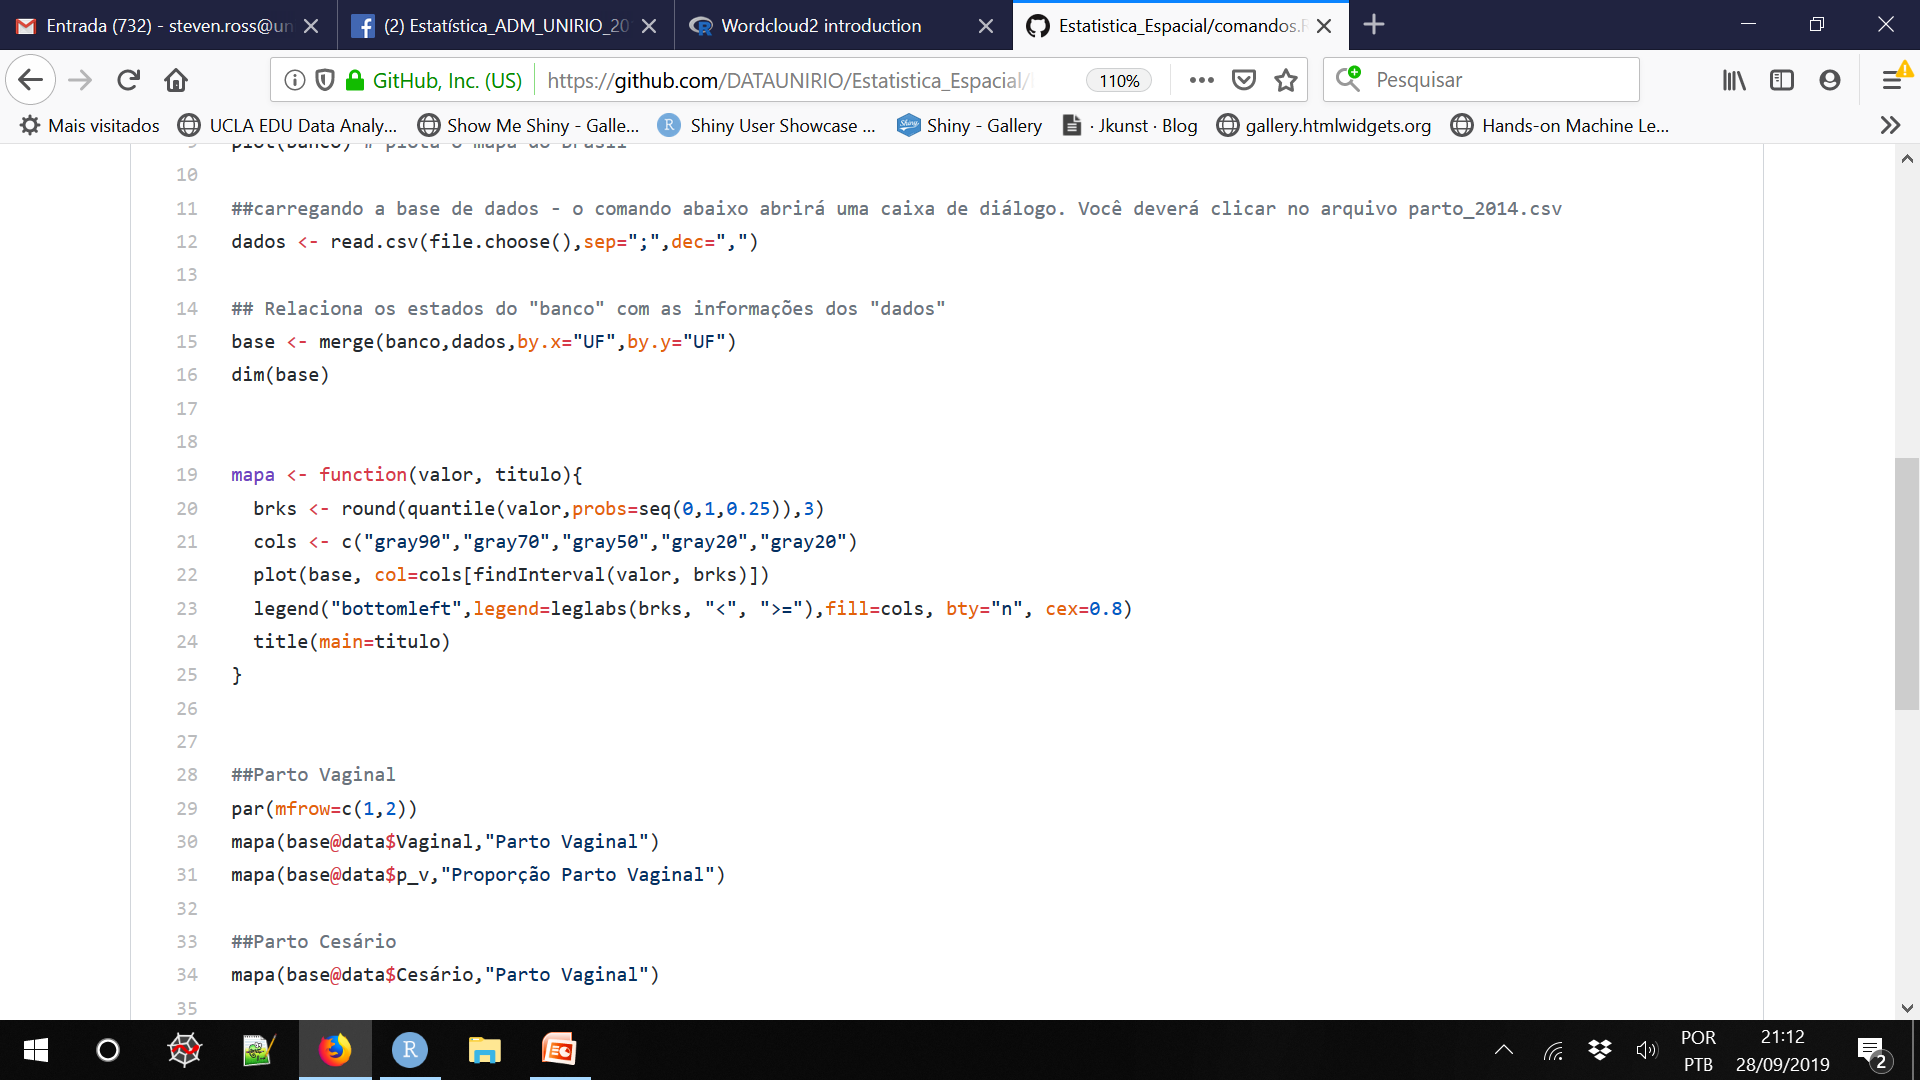 Entrada (732) - steven.ross@un
(2) Estatística_ADM_UNIRIO_20
Wordcloud2 introduction
Estatistica_Espacial/comandos.R
GitHub, Inc. (US)
https://github.com/DATAUNIRIO/Estatistica_Espacial/
110%
Pesquisar
Mais visitados
UCLA EDU Data Analy...
Show Me Shiny - Galle...
Shiny User Showcase ...
Shiny - Gallery
· Jkunst · Blog
gallery.htmlwidgets.org
Hands-on Machine Le...
9 plot(banco) # plota o mapa do Brasil
10
11 ##carregando a base de dados - o comando abaixo abrirá uma caixa de diálogo. Você deverá clicar no arquivo parto_2014.csv
12 dados <- read.csv(file.choose(),sep=";",dec=",")
13
14 ## Relaciona os estados do "banco" com as informações dos "dados"
15 base <- merge(banco,dados,by.x="UF",by.y="UF")
16 dim(base)
17
18
19 mapa <- function(valor, titulo){
20 brks <- round(quantile(valor,probs=seq(0,1,0.25)),3)
21 cols <- c("gray90","gray70","gray50","gray20","gray20")
22 plot(base, col=cols[findInterval(valor, brks)])
23 legend("bottomleft",legend=leglabs(brks, "<", ">="),fill=cols, bty="n", cex=0.8)
24 title(main=titulo)
25 }
26
27
28 ##Parto Vaginal
29 par(mfrow=c(1,2))
30 mapa(base@data$Vaginal,"Parto Vaginal")
31 mapa(base@data$p_v,"Proporção Parto Vaginal")
32
33 ##Parto Cesário
34 mapa(base@data$Cesário,"Parto Vaginal")
35
POR
PTB
21:12
28/09/2019
2